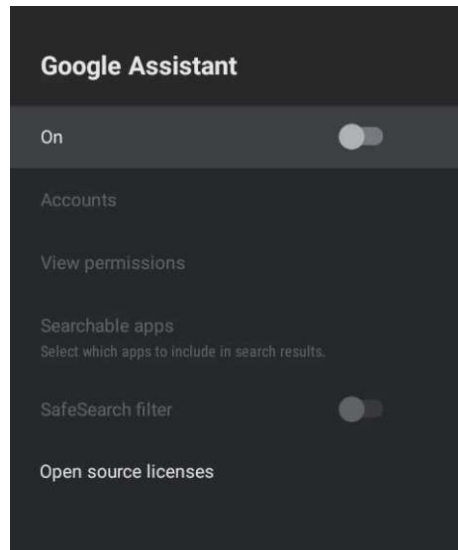 Google Assistant
On
Accounts
View permissions
Searchable apps
Select which apps to include in search results.
SafeSearch filter
Open source licenses